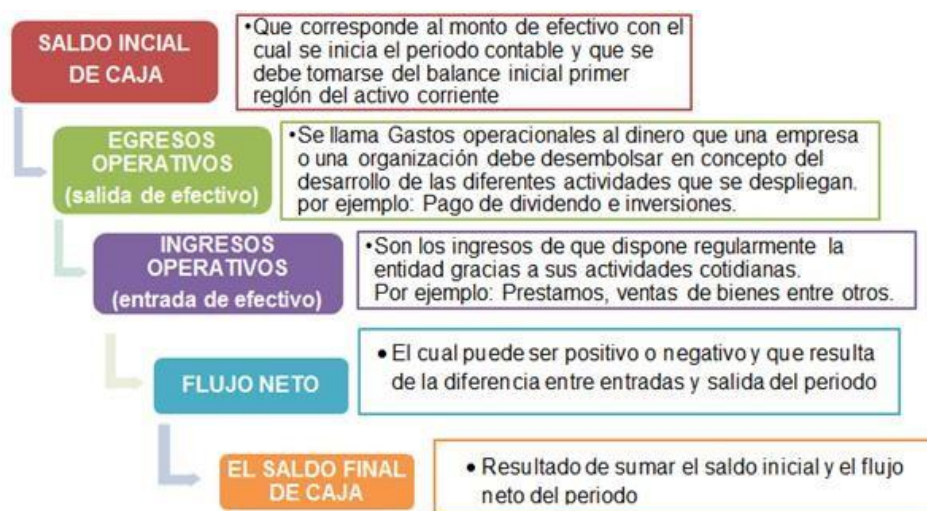 SALDO INCIAL
DE CAJA
•Que corresponde al monto de efectivo con el
cual se inicia el periodo contable y que se
debe tomarse del balance inicial primer
reglón del activo corriente
EGRESOS
OPERATIVOS
(salida de efectivo)
•Se llama Gastos operacionales al dinero que una empresa
o una organización debe desembolsar en concepto del
desarrollo de las diferentes actividades que se despliegan.
por ejemplo: Pago de dividendo e inversiones.
INGRESOS
OPERATIVOS
(entrada de efectivo)
•Son los ingresos de que dispone regularmente la
entidad gracias a sus actividades cotidianas.
Por ejemplo: Prestamos, ventas de bienes entre otros.
FLUJO NETO
• El cual puede ser positivo o negativo y que resulta
de la diferencia entre entradas y salida del periodo
EL SALDO FINAL
DE CAJA
• Resultado de sumar el saldo inicial y el flujo
neto del periodo